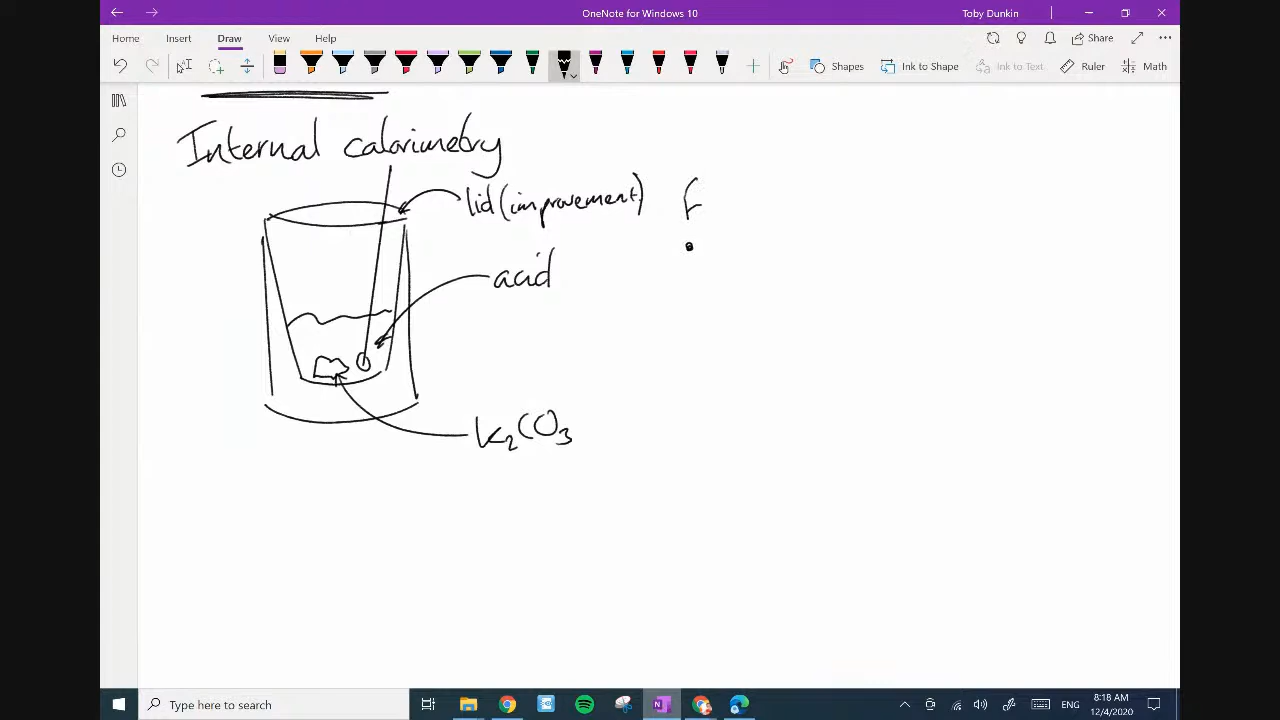 OneNote for Windows 10
Toby Dunkin
Home Insert Draw View Help
Share
Shapes Ink to Shape Ink to Text Ruler Math
Internal calorimetry
lid (improvement)
acid
K2CO3
Type here to search
ENG
8:18 AM
12/4/2020